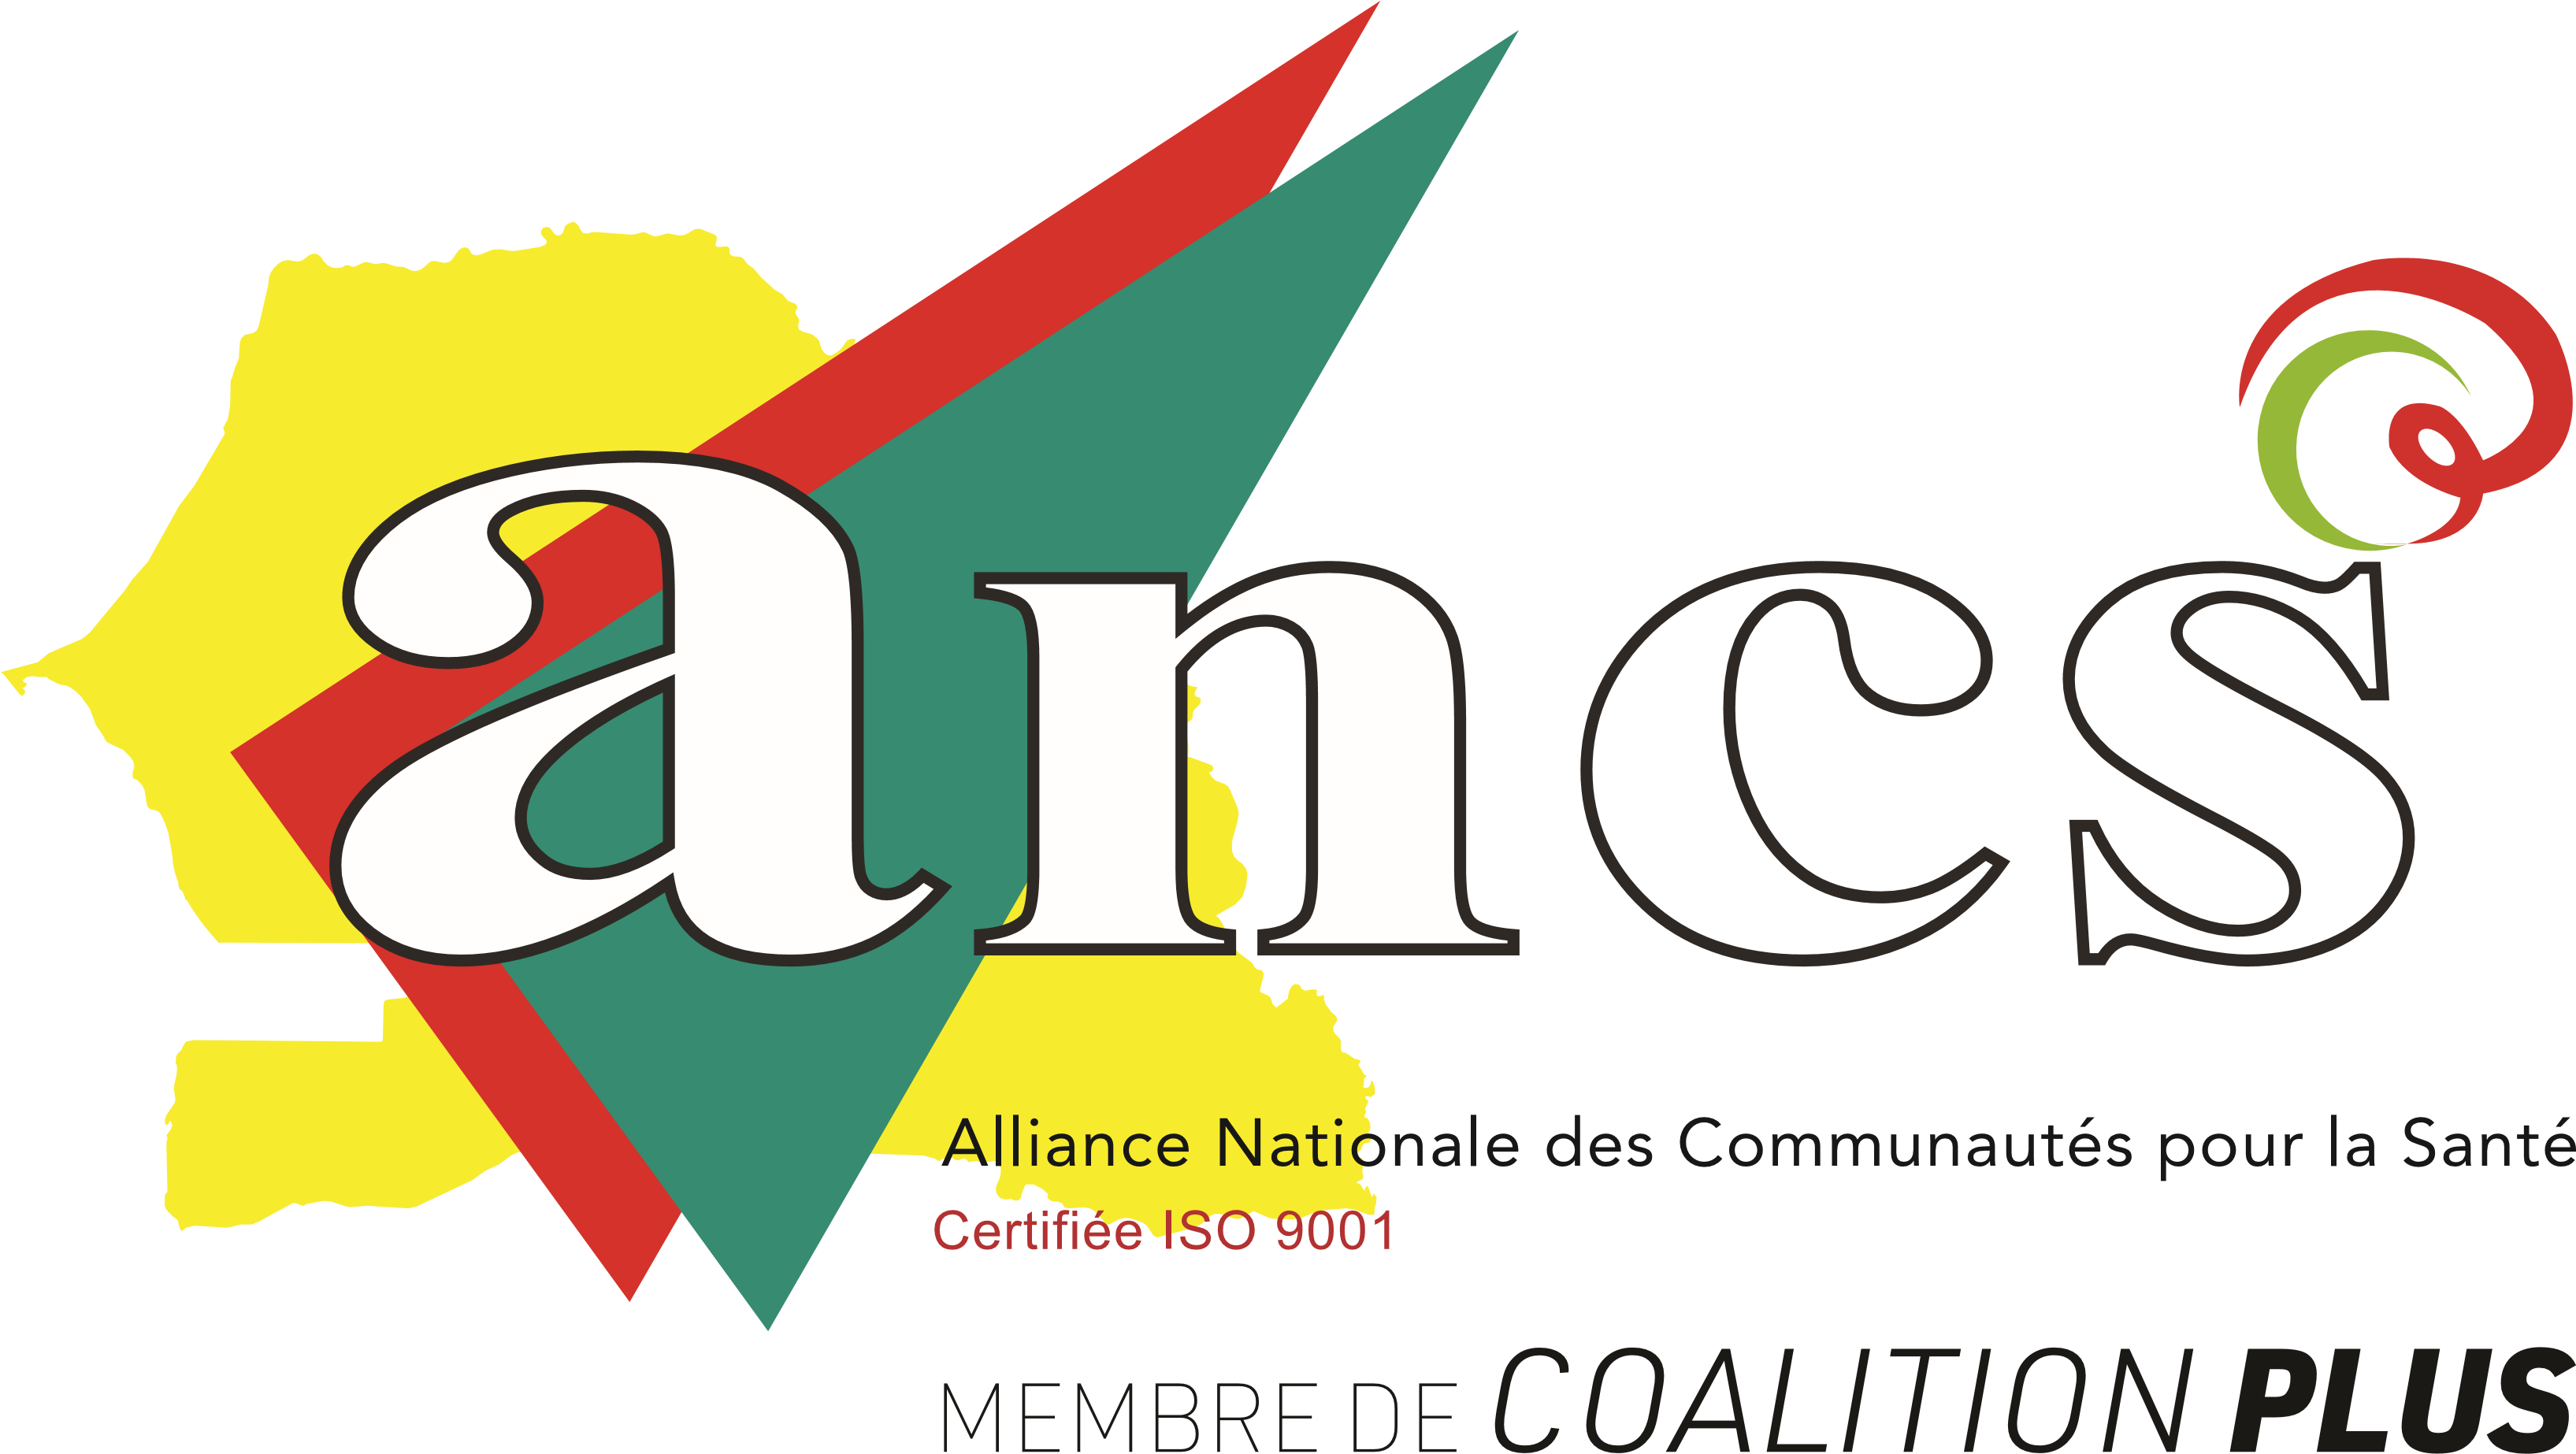 ancs
Alliance Nationale des Communautés pour la Santé
Certifiée ISO 9001
MEMBRE DE COALITION PLUS